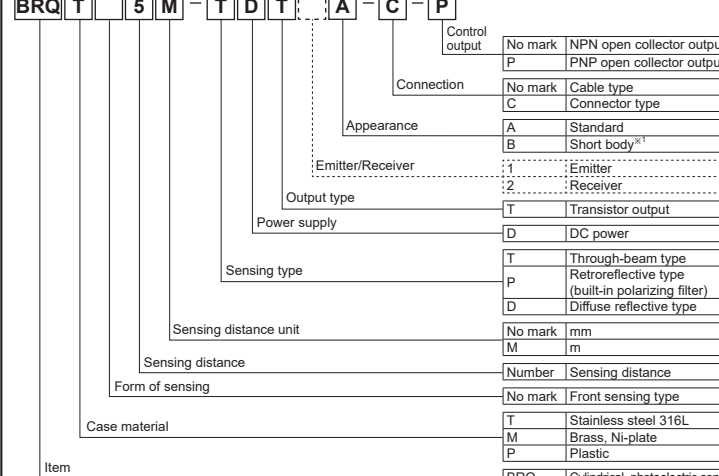 BRQ T 5 M - T D T A - C - P
Control output
No mark NPN open collector
P PNP open collector
Connection
No mark Cable type
C Connector type
Appearance
A Standard
B Short body※1
Emitter/Receiver
1 Emitter
2 Receiver
Output type
T Transistor output
Power supply
D DC power
Sensing type
T Through-beam type
P Retroreflective type
(built-in polarizing filter)
D Diffuse reflective type
Sensing distance unit
No mark mm
M m
Sensing distance
Number Sensing distance
Form of sensing
No mark Front sensing type
Case material
T Stainless steel 316L
M Brass, Ni-plate
P Plastic
Item
BRQ Cylindrical, photoelectric